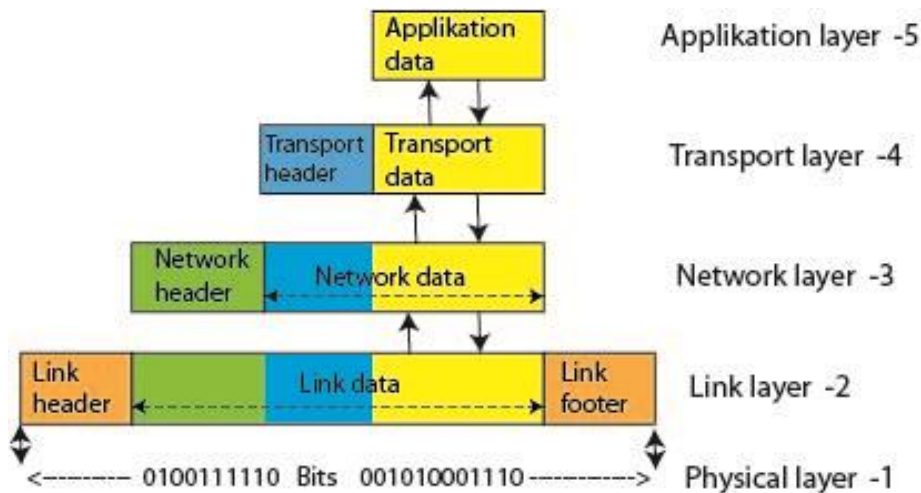 Applikation
data
Applikation layer -5
Transport
header
Transport
data
Transport layer -4
Network
header
Network data
Network layer -3
Link
header
Link data
Link
footer
Link layer -2
<---------- 0100111110 Bits 0010100011110 ----------->
Physical layer -1